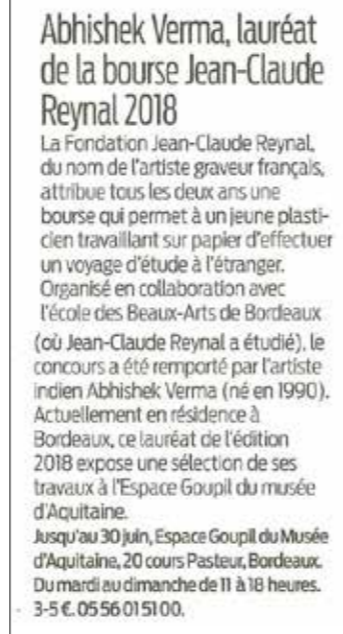 Abhishek Verma, lauréat
de la bourse Jean-Claude
Reynal 2018
La Fondation Jean-Claude Reynal,
du nom de l'artiste graveur français,
attribue tous les deux ans une
bourse qui permet à un jeune plasti-
cien travaillant sur papier d'effectuer
un voyage d'étude à l'étranger.
Organisé en collaboration avec
l'école des Beaux-Arts de Bordeaux
(où Jean-Claude Reynal a étudié), le
concours a été remporté par l'artiste
indien Abhishek Verma (né en 1990).
Actuellement en résidence à
Bordeaux, ce lauréat de l'édition
2018 expose une sélection de ses
travaux à l'Espace Goupil du musée
d'Aquitaine.
Jusqu'au 30 juin, Espace Goupil du Musée
d'Aquitaine, 20 cours Pasteur, Bordeaux.
Du mardi au dimanche de 11 à 18 heures.
3-5 €. 05 56 01 51 00.